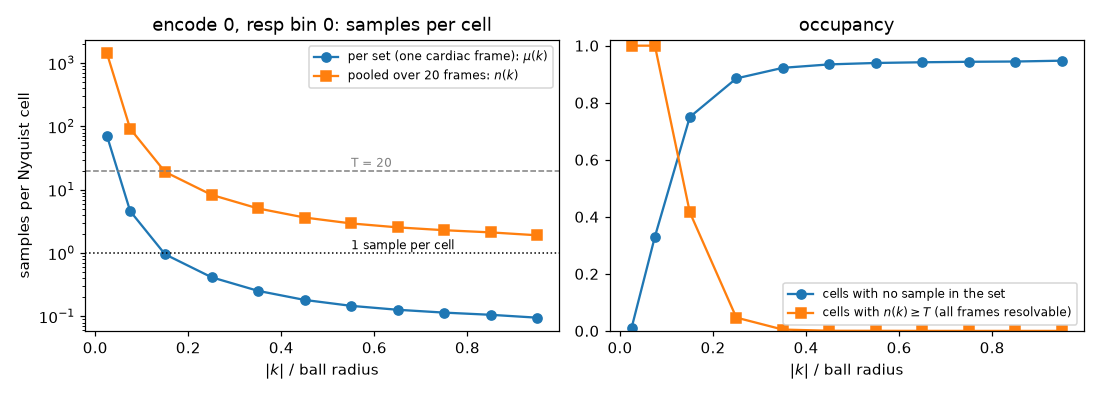 encode 0, resp bin 0: samples per cell
samples per Nyquist cell
10³
10²
10¹
10⁰
10⁻¹
per set (one cardiac frame): μ(k)
pooled over 20 frames: n(k)
T = 20
1 sample per cell
0.0 0.2 0.4 0.6 0.8
|k| / ball radius
occupancy
1.0
0.8
0.6
0.4
0.2
0.0
cells with no sample in the set
cells with n(k) ≥ T (all frames resolvable)
0.0 0.2 0.4 0.6 0.8
|k| / ball radius